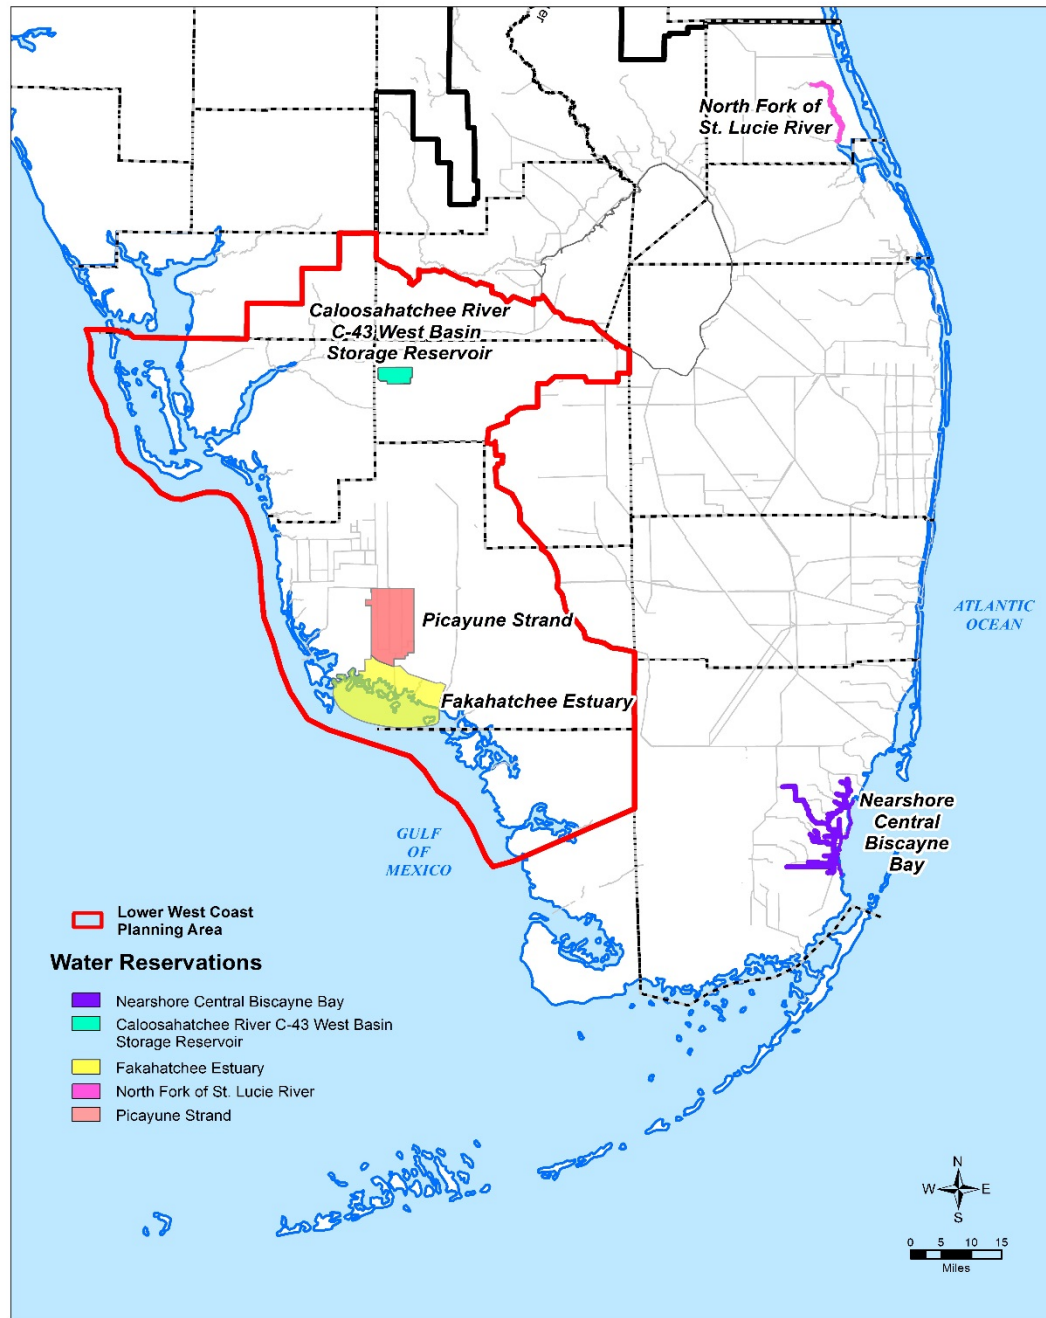 er
North Fork of
St. Lucie River
Caloosahatchee River
C-43 West Basin
Storage Reservoir
Picayune Strand
ATLANTIC
OCEAN
Fakahatchee Estuary
Nearshore
Central
Biscayne
Bay
GULF
OF
MEXICO
Lower West Coast
Planning Area
Water Reservations
Nearshore Central Biscayne Bay
Caloosahatchee River C-43 West Basin
Storage Reservoir
Fakahatchee Estuary
North Fork of St. Lucie River
Picayune Strand
N
W E
S
0 5 10 15
Miles